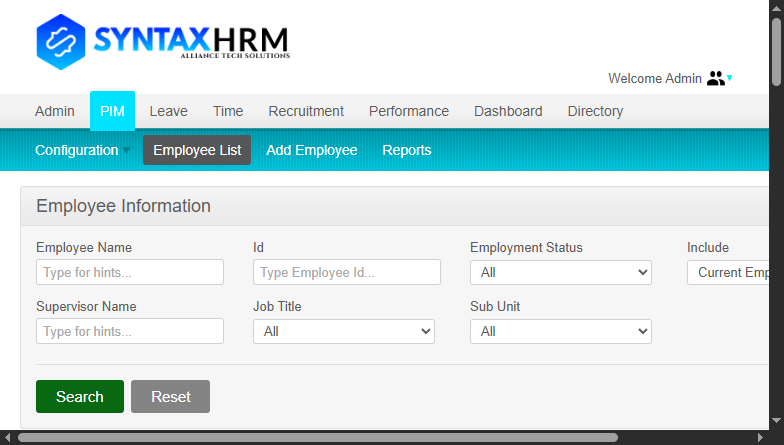 SYNTAXHRM
ALLIANCE TECH SOLUTIONS
Welcome Admin
Admin PIM Leave Time Recruitment Performance Dashboard Directory
Configuration Employee List Add Employee Reports
Employee Information
Employee Name Id Employment Status Include
Type for hints... Type Employee Id... All Current Emp
Supervisor Name Job Title Sub Unit
Type for hints... All All
Search Reset